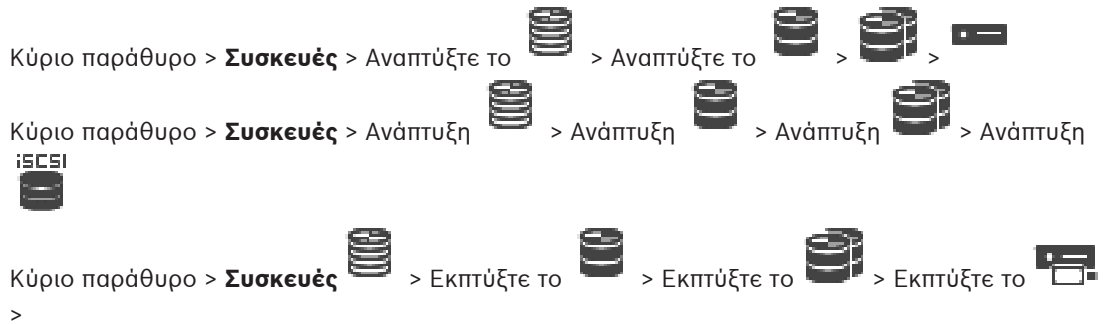 Κύριο παράθυρο > Συσκευές > Αναπτύξτε το > Αναπτύξτε το > >
Κύριο παράθυρο > Συσκευές > Ανάπτυξη > Ανάπτυξη > Ανάπτυξη > Ανάπτυξη
iSCSI
Κύριο παράθυρο > Συσκευές > Εκπτύξτε το > Εκπτύξτε το > Εκπτύξτε το
>